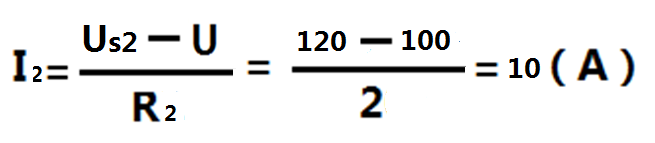 I₂= (Us2 − U) / R₂ = (120 − 100) / 2 = 10 (A)